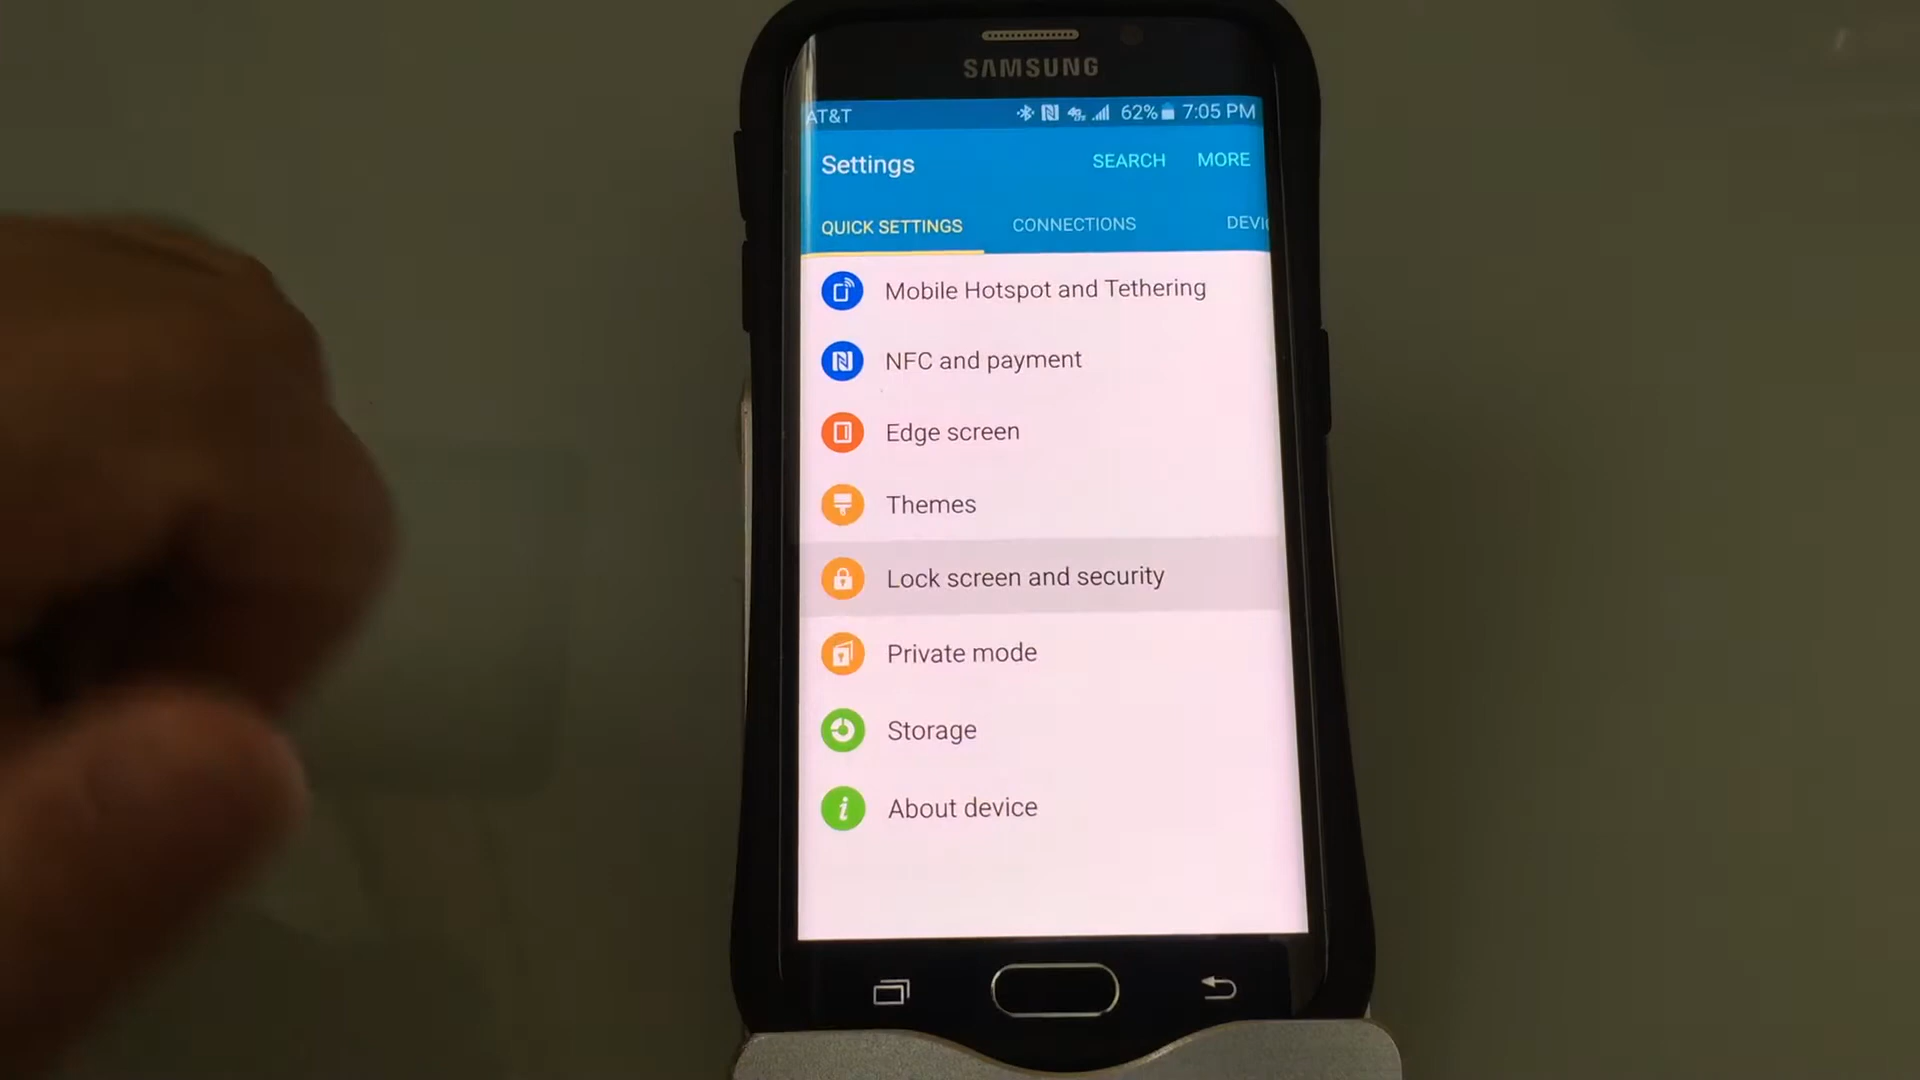 SAMSUNG
AT&T 62% 7:05 PM
Settings SEARCH MORE
QUICK SETTINGS CONNECTIONS DEVI
Mobile Hotspot and Tethering
NFC and payment
Edge screen
Themes
Lock screen and security
Private mode
Storage
About device